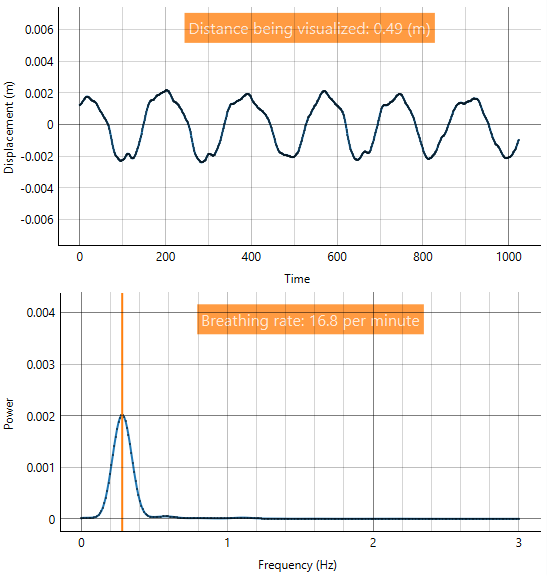 Distance being visualized: 0.49 (m)
0.006
0.004
0.002
0
-0.002
-0.004
-0.006
Displacement (m)
0 200 400 600 800 1000
Time
Breathing rate: 16.8 per minute
0.004
0.003
0.002
0.001
0
Power
0 1 2 3
Frequency (Hz)